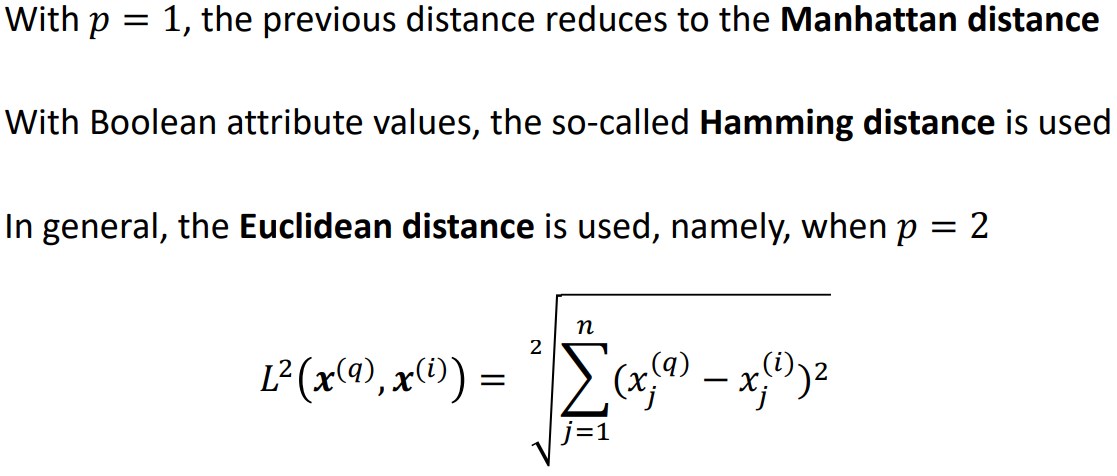 With 𝑝 = 1, the previous distance reduces to the Manhattan distance
With Boolean attribute values, the so-called Hamming distance is used
In general, the Euclidean distance is used, namely, when 𝑝 = 2
$L^2(\boldsymbol{x}^{(q)}, \boldsymbol{x}^{(i)}) = \sqrt[2]{\sum_{j=1}^{n} (x_j^{(q)} - x_j^{(i)})^2}$